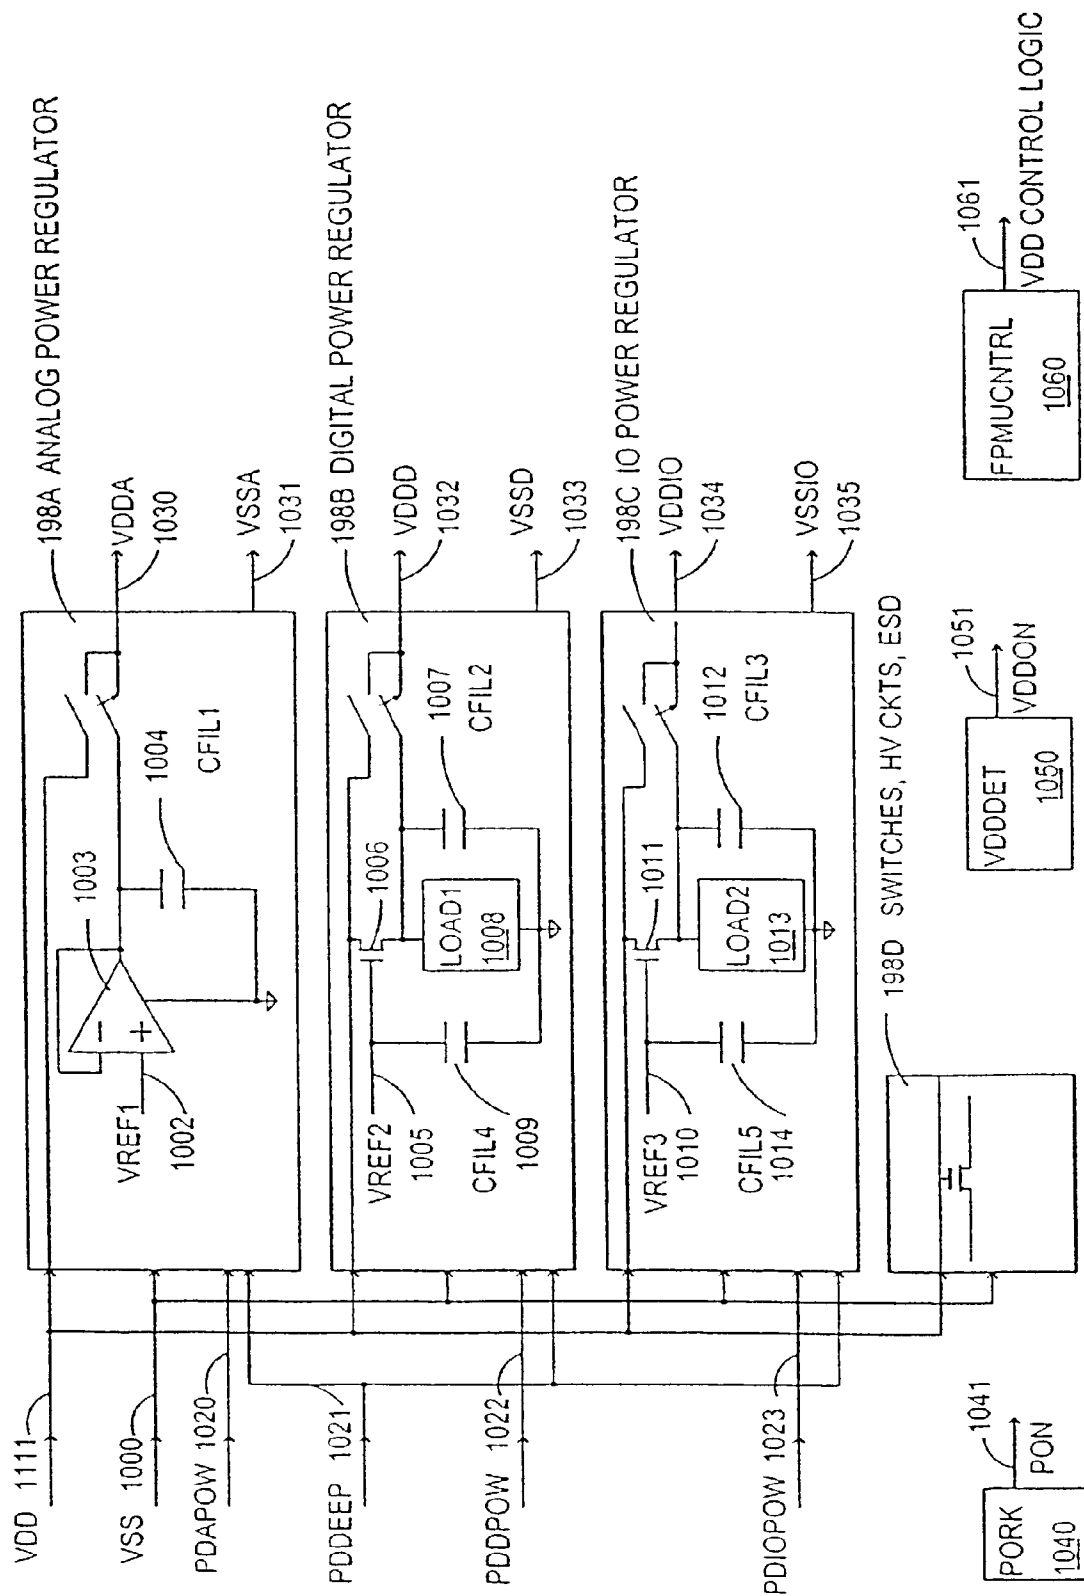 VDD 1111
VSS 1000
PDAPOW 1020
PDDEEP 1021
PDDPOW 1022
PDIOPOW 1023
198A ANALOG POWER REGULATOR
VREF1
1002
−
+
1003
1004
CFIL1
VDDA
1030
VSSA
1031
198B DIGITAL POWER REGULATOR
VREF2
1005
CFIL4
1009
1006
LOAD1
1008
1007
CFIL2
VDDD
1032
VSSD
1033
198C IO POWER REGULATOR
VREF3
1010
CFIL5
1014
1011
LOAD2
1013
1012
CFIL3
VDDIO
1034
VSSIO
1035
198D SWITCHES, HV CKTS, ESD
PORK
1040
1041
PON
VDDDET
1050
1051
VDDON
FPMUCNTRL
1060
1061
VDD CONTROL LOGIC